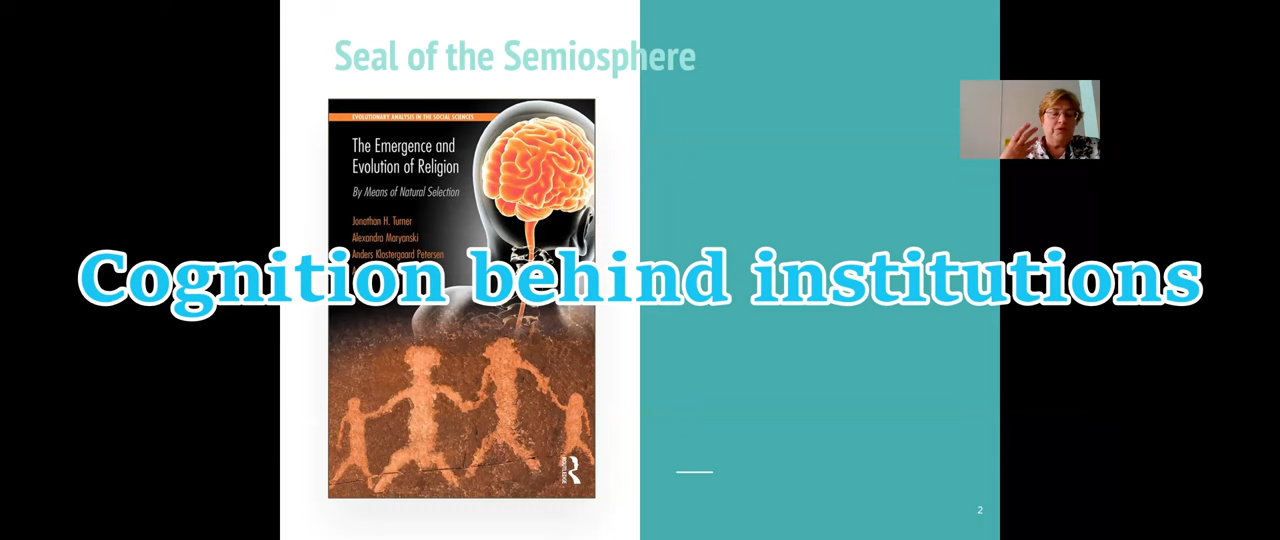 Seal of the Semiosphere
EVOLUTIONARY ANALYSIS IN THE SOCIAL SCIENCES
The Emergence and
Evolution of Religion
By Means of Natural Selection
Jonathan H. Turner
Alexandra Maryanski
Anders Klostergaard Petersen
Cognition behind institutions
ROUTLEDGE
2